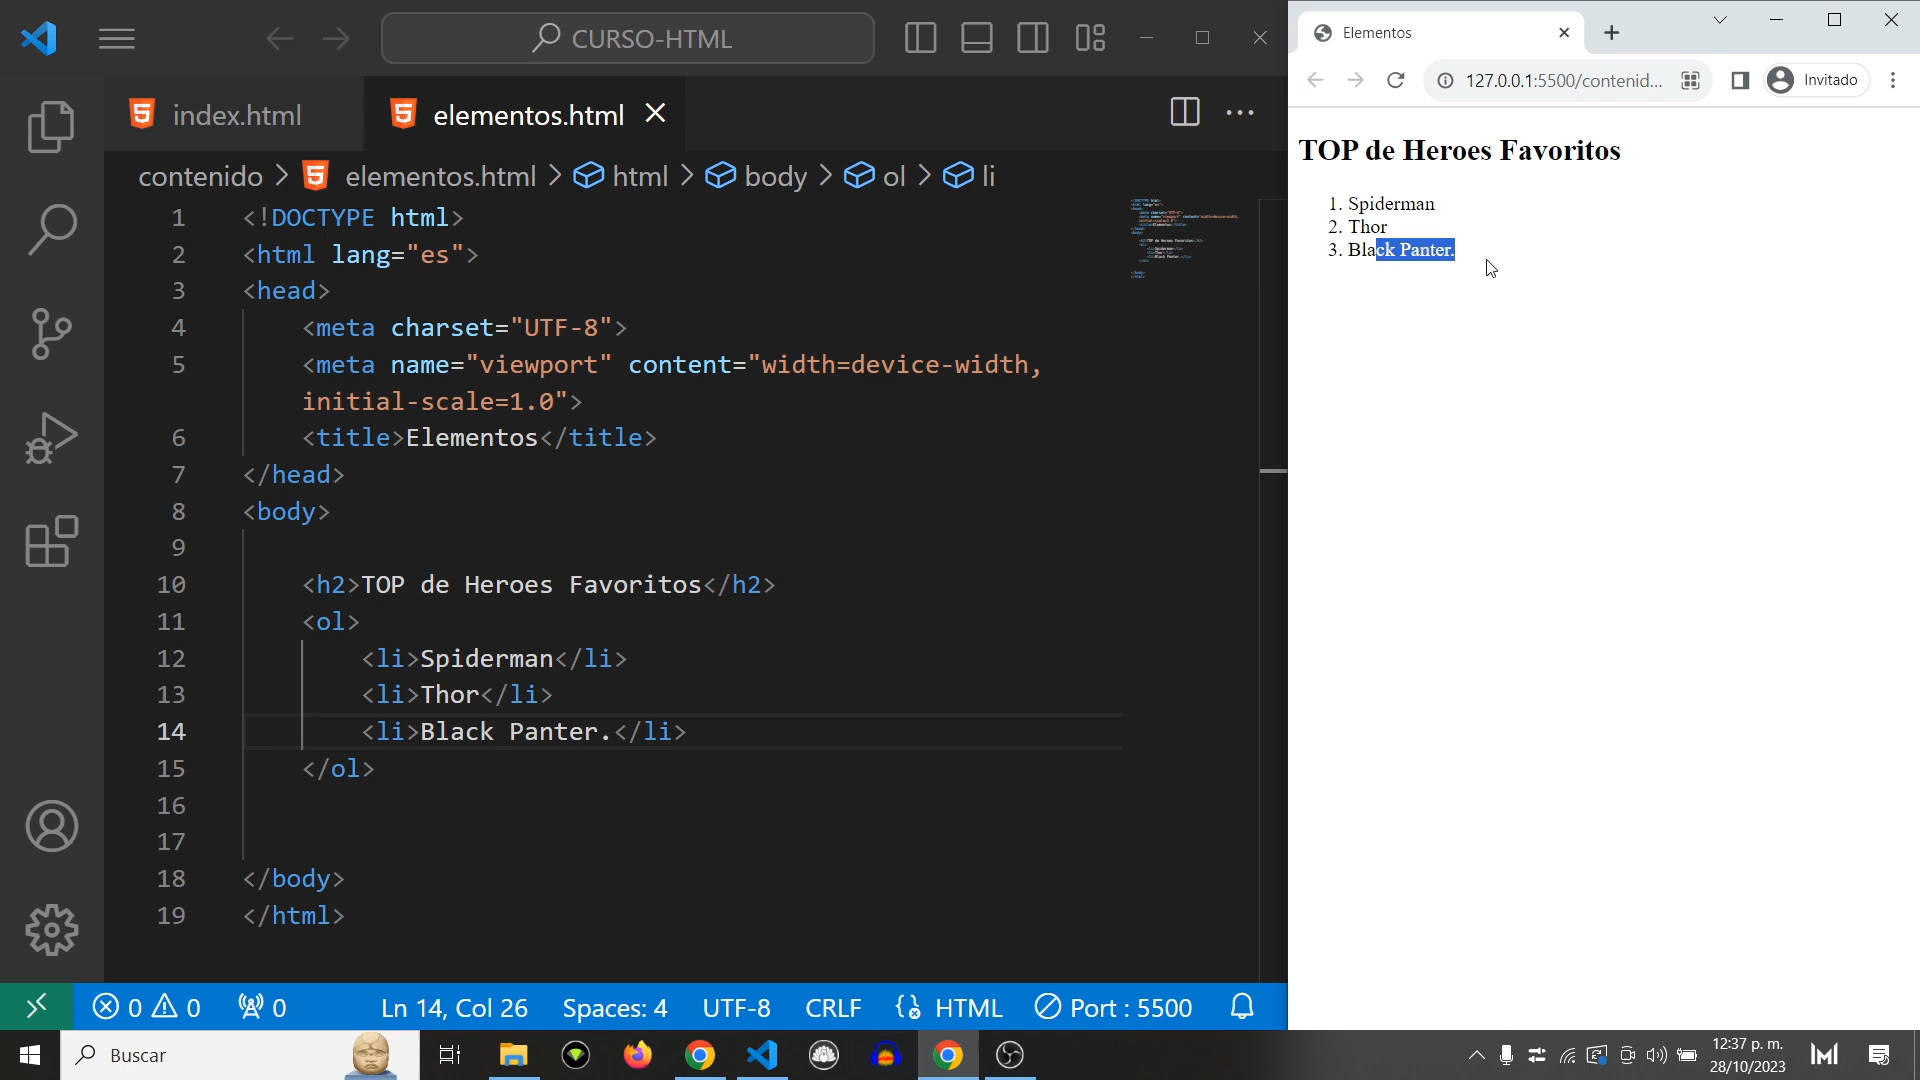 CURSO-HTML
index.html
elementos.html
contenido > elementos.html > html > body > ol > li
1 <!DOCTYPE html>
2 <html lang="es">
3 <head>
4 <meta charset="UTF-8">
5 <meta name="viewport" content="width=device-width,
initial-scale=1.0">
6 <title>Elementos</title>
7 </head>
8 <body>
9
10 <h2>TOP de Heroes Favoritos</h2>
11 <ol>
12 <li>Spiderman</li>
13 <li>Thor</li>
14 <li>Black Panter.</li>
15 </ol>
16
17
18 </body>
19 </html>
0 0 0 Ln 14, Col 26 Spaces: 4 UTF-8 CRLF HTML Port : 5500
Elementos
127.0.0.1:5500/contenid... Invitado
TOP de Heroes Favoritos
1. Spiderman
2. Thor
3. Black Panter.
Buscar
12:37 p. m.
28/10/2023